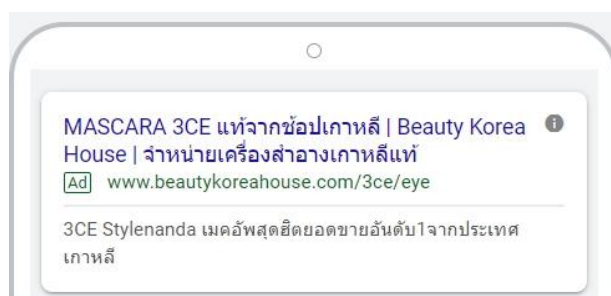 MASCARA 3CE แท้จากช้อปเกาหลี | Beauty Korea
House | จำหน่ายเครื่องสำอางเกาหลีแท้
Ad www.beautykoreahouse.com/3ce/eye
3CE Stylenanda เมคอัพสุดฮิตยอดขายอันดับ1จากประเทศ
เกาหลี